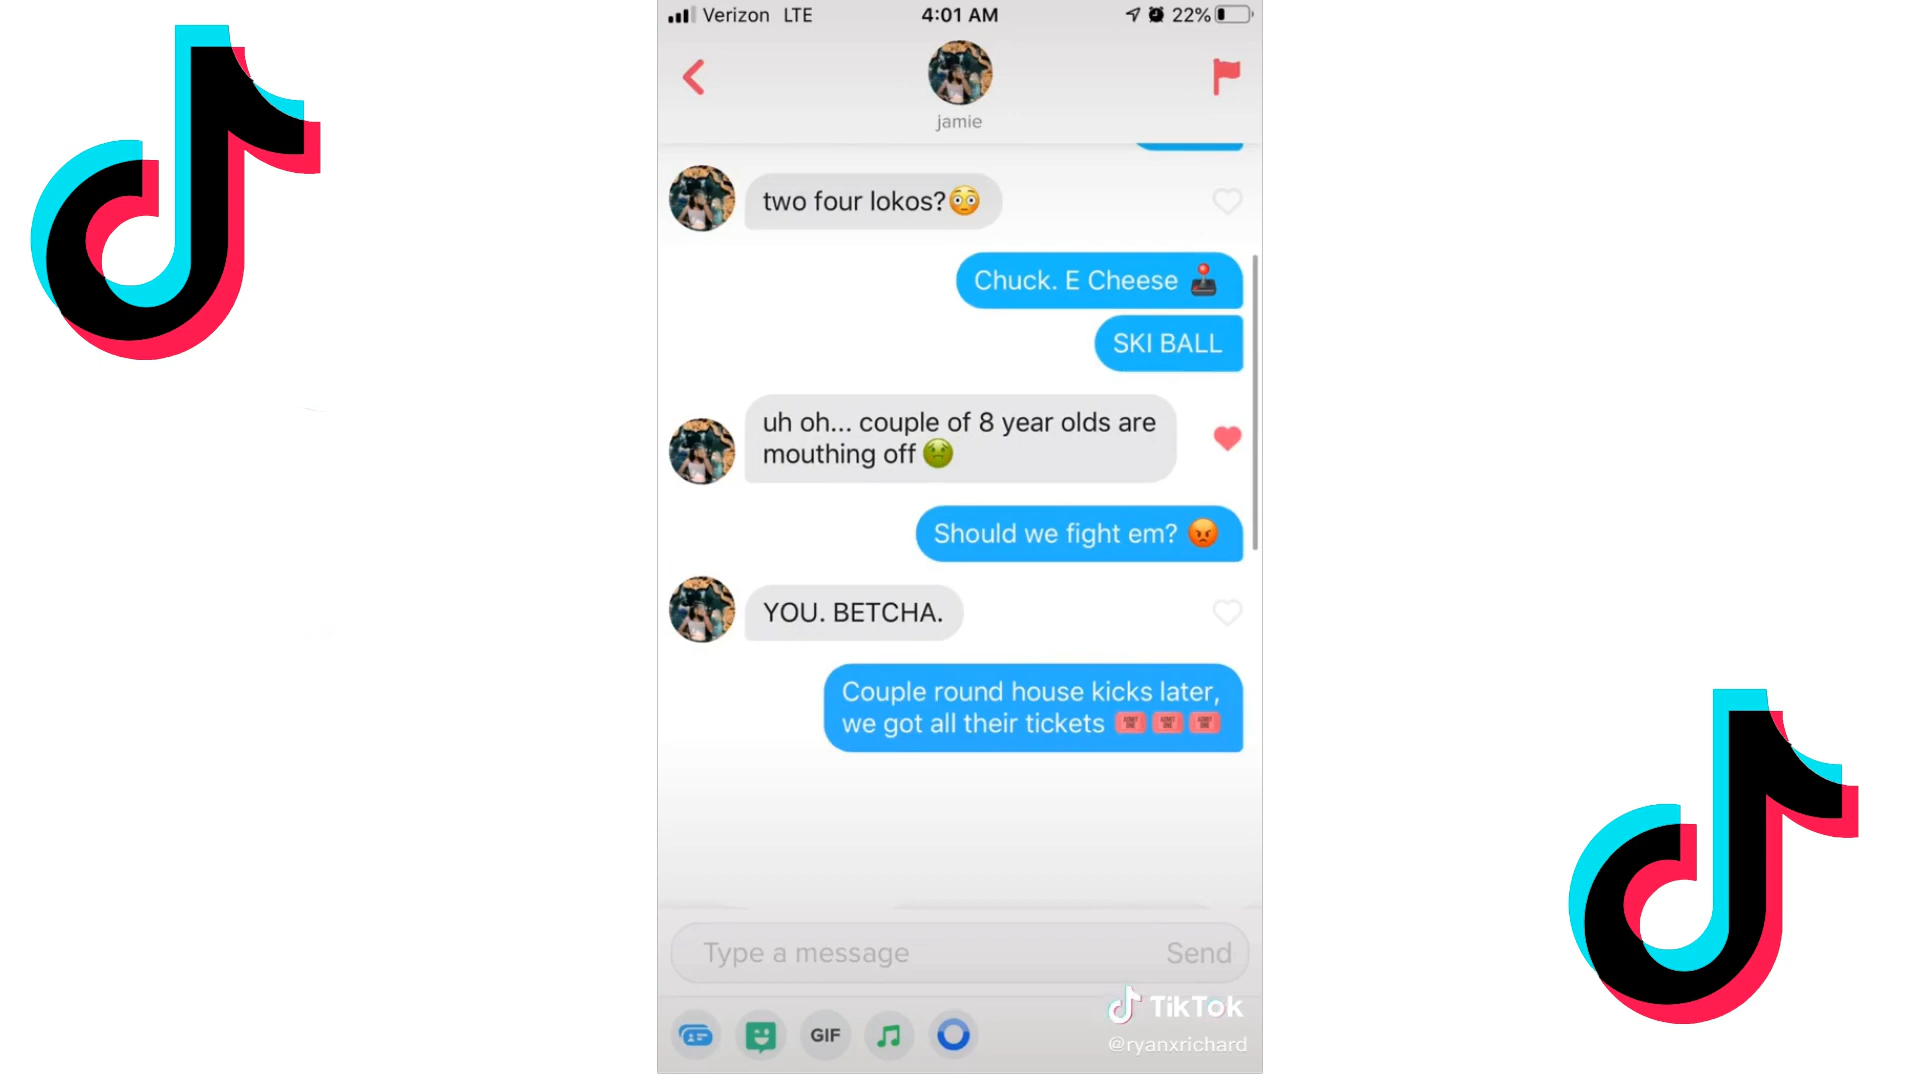 Verizon LTE
4:01 AM
22%
jamie
two four lokos?😳
Chuck. E Cheese 🕹️
SKI BALL
uh oh... couple of 8 year olds are
mouthing off 🤢
Should we fight em? 😡
YOU. BETCHA.
Couple round house kicks later,
we got all their tickets 🎟️🎟️🎟️
Type a message
Send
GIF
TikTok
@ryanxrichard